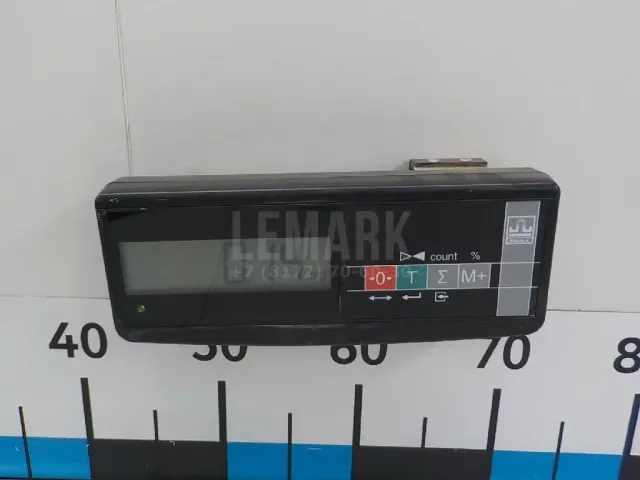 LEMARK
+7 (3172) 70-
count %
-0- T Σ M+
40 50 60 70 8